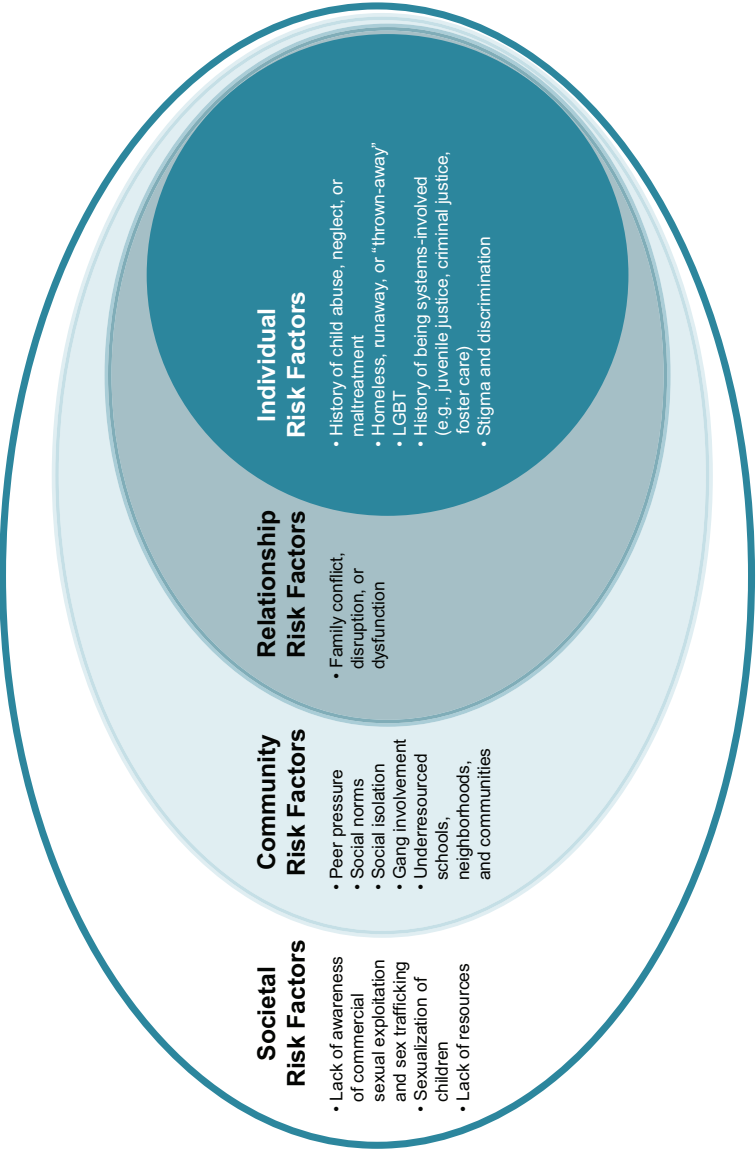 Societal
Risk Factors
• Lack of awareness
of commercial
sexual exploitation
and sex trafficking
• Sexualization of
children
• Lack of resources
Community
Risk Factors
• Peer pressure
• Social norms
• Social isolation
• Gang involvement
• Underresourced
schools,
neighborhoods,
and communities
Relationship
Risk Factors
• Family conflict,
disruption, or
dysfunction
Individual
Risk Factors
• History of child abuse, neglect, or
maltreatment
• Homeless, runaway, or “thrown-away”
• LGBT
• History of being systems-involved
(e.g., juvenile justice, criminal justice,
foster care)
• Stigma and discrimination